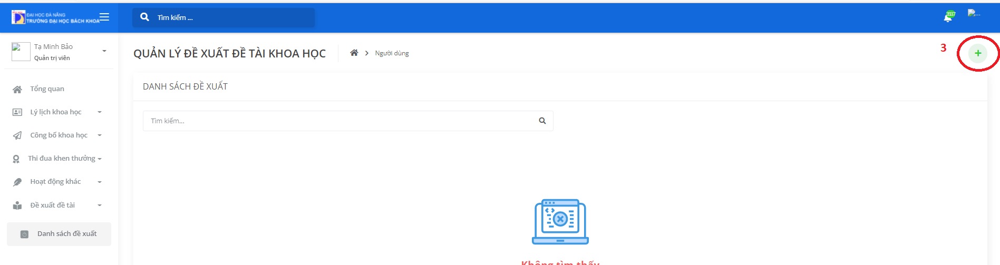 ĐẠI HỌC ĐÀ NẴNG
TRƯỜNG ĐẠI HỌC BÁCH KHOA
Tìm kiếm ...
3937
Tạ Minh Bảo
Quản trị viên
QUẢN LÝ ĐỀ XUẤT ĐỀ TÀI KHOA HỌC
Người dùng
3
+
Tổng quan
Lý lịch khoa học
Công bố khoa học
Thi đua khen thưởng
Hoạt động khác
Đề xuất đề tài
Danh sách đề xuất
DANH SÁCH ĐỀ XUẤT
Tìm kiếm...
Không tìm thấy